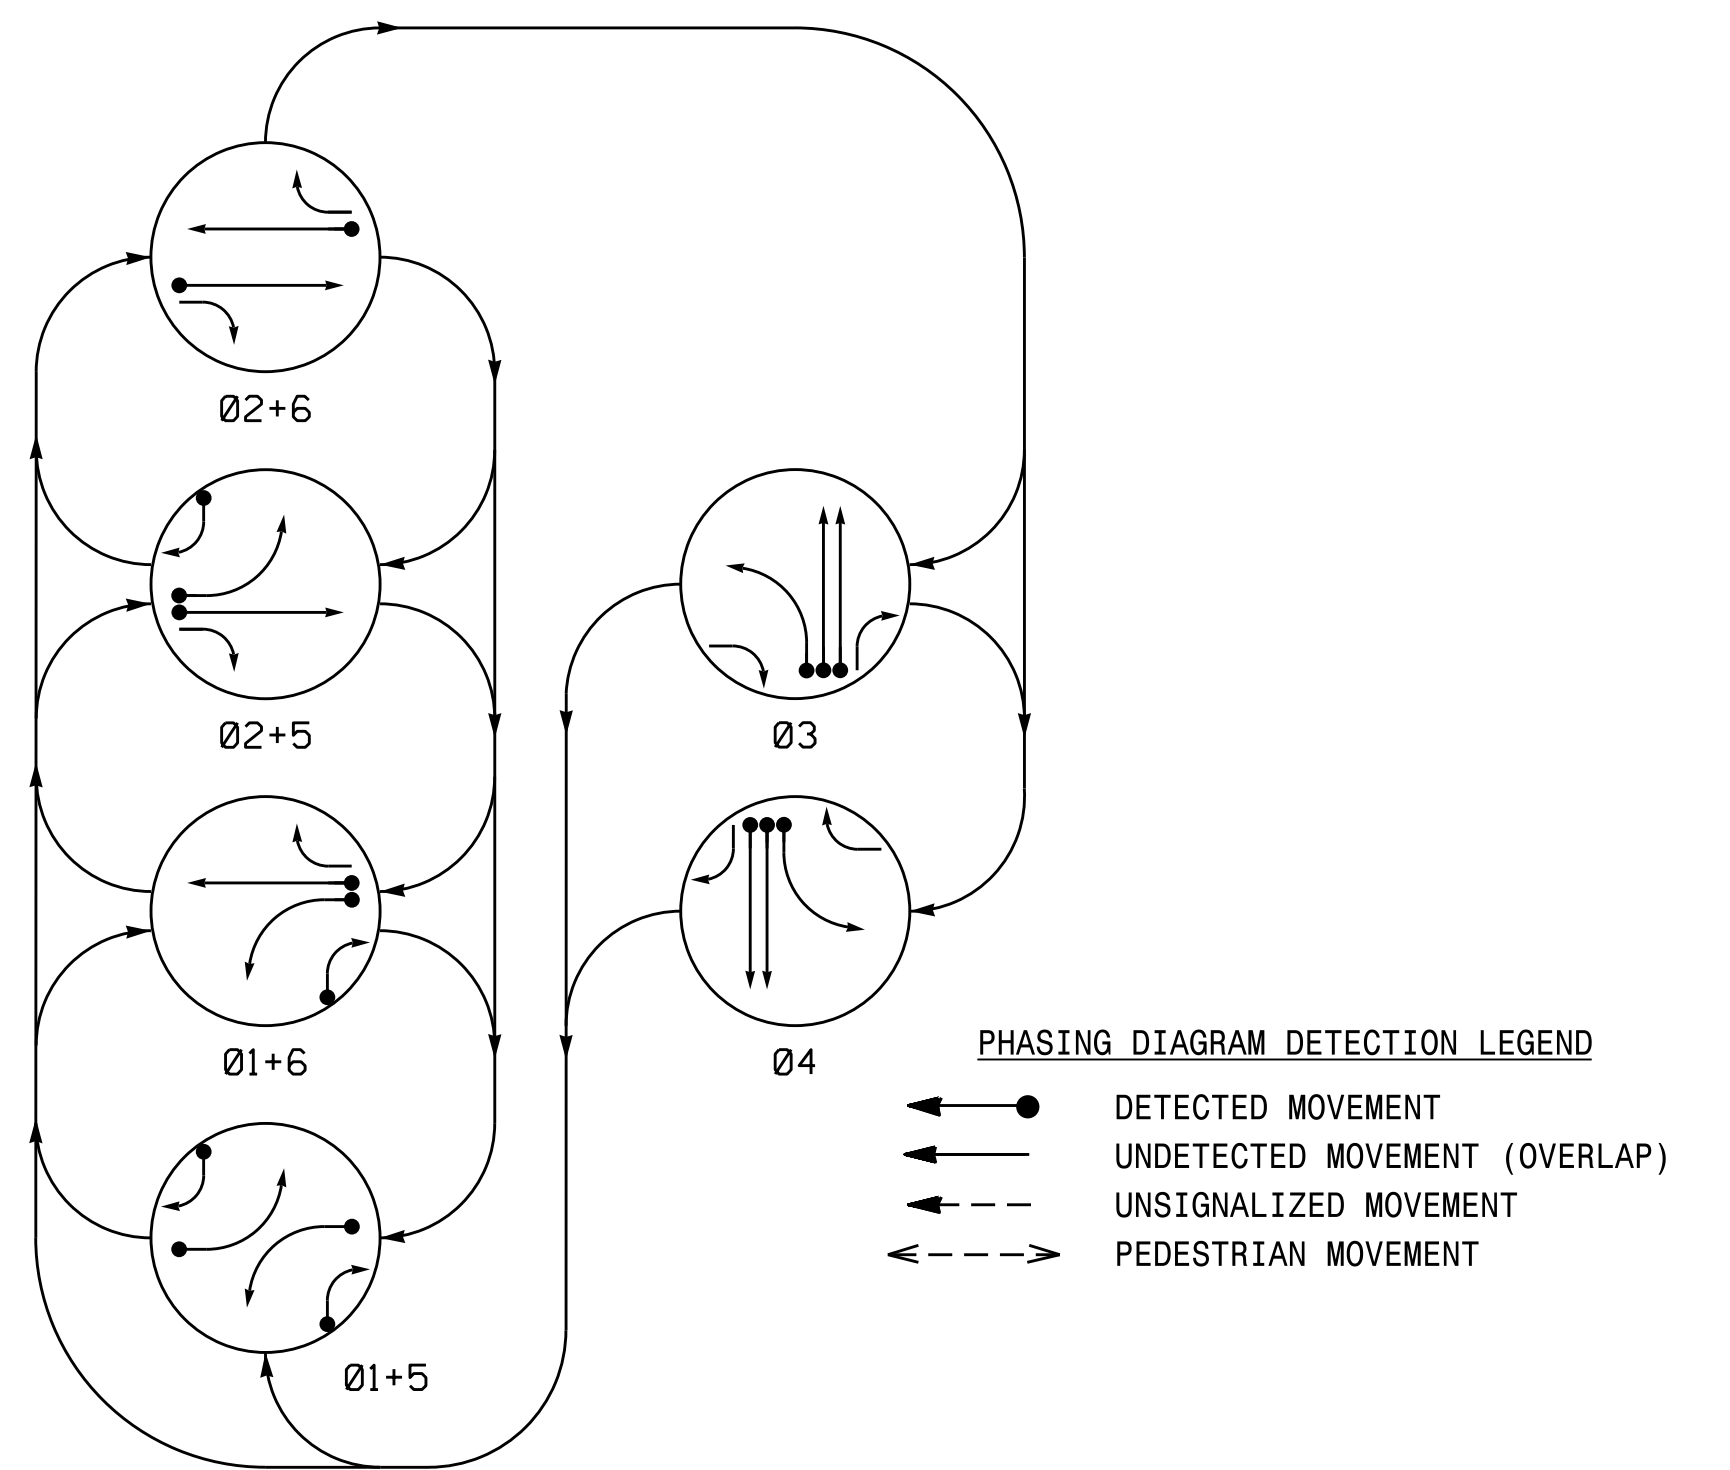 Ø2+6
Ø2+5
Ø3
Ø1+6
Ø4
PHASING DIAGRAM DETECTION LEGEND
DETECTED MOVEMENT
UNDETECTED MOVEMENT (OVERLAP)
UNSIGNALIZED MOVEMENT
PEDESTRIAN MOVEMENT
Ø1+5